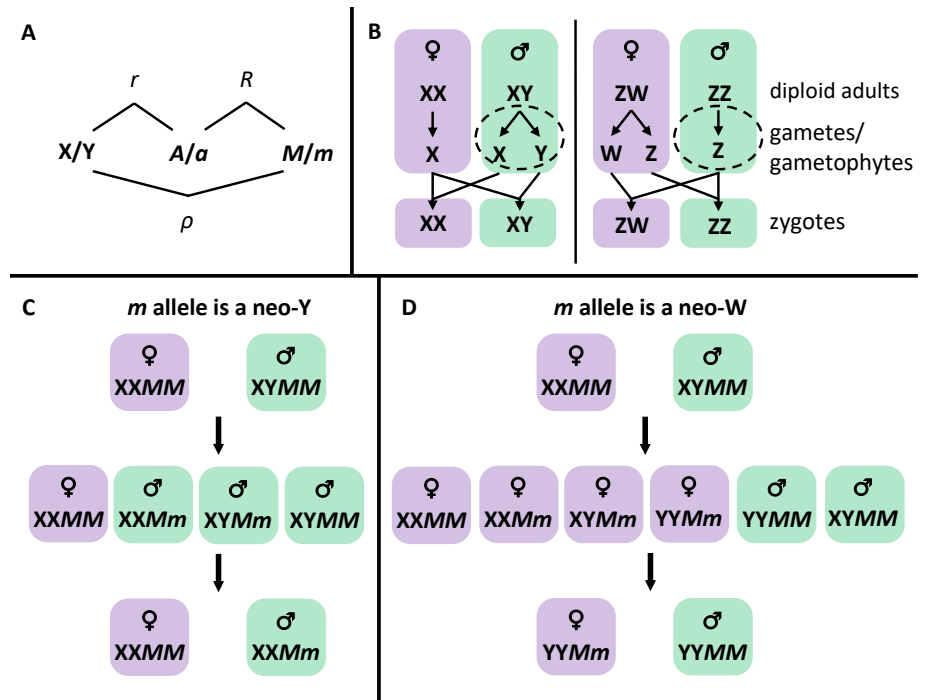 A
r R
X/Y A/a M/m
ρ
B
♀ ♂ ♀ ♂
XX XY ZW ZZ diploid adults
X X Y W Z Z gametes/
gametophytes
XX XY ZW ZZ zygotes
C m allele is a neo-Y
♀ ♂
XXMM XYMM
♀ ♂ ♂ ♂
XXMM XXMm XYMm XYMM
♀ ♂
XXMM XXMm
D m allele is a neo-W
♀ ♂
XXMM XYMM
♀ ♀ ♀ ♀ ♂ ♂
XXMM XXMm XYMm YYMm YYMM XYMM
♀ ♂
YYMm YYMM